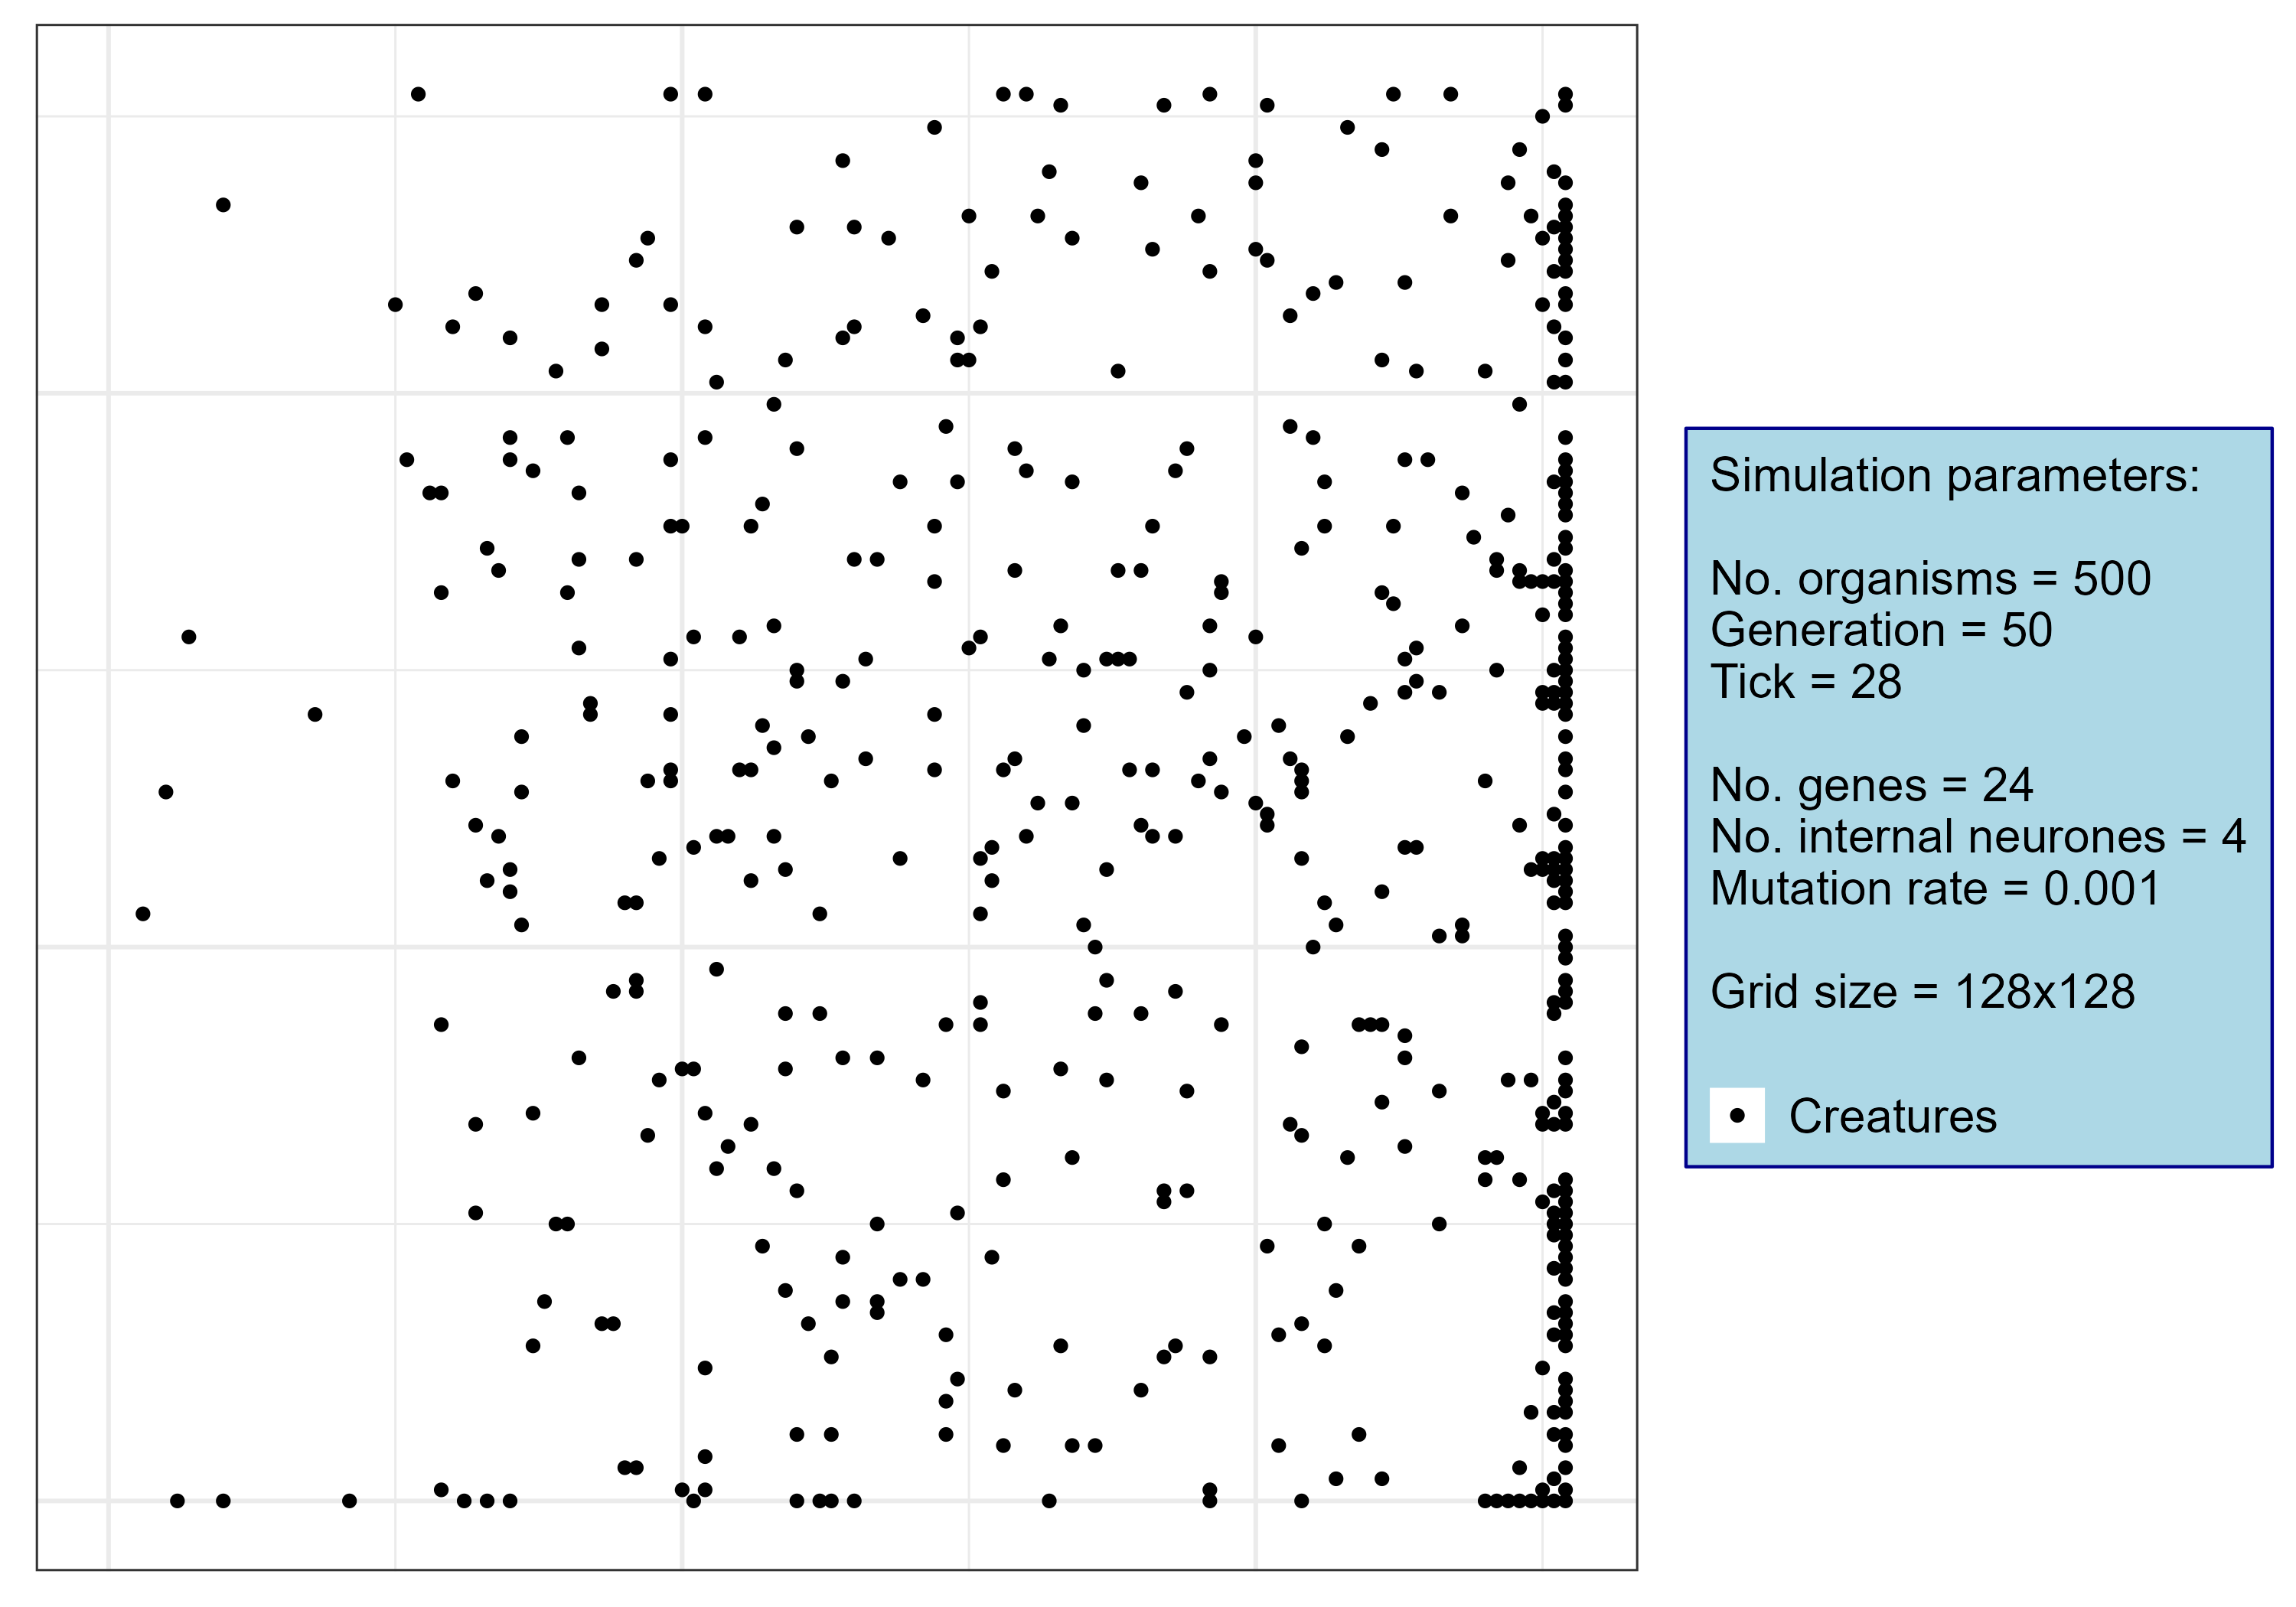 Simulation parameters:
No. organisms = 500
Generation = 50
Tick = 28
No. genes = 24
No. internal neurones = 4
Mutation rate = 0.001
Grid size = 128x128
Creatures